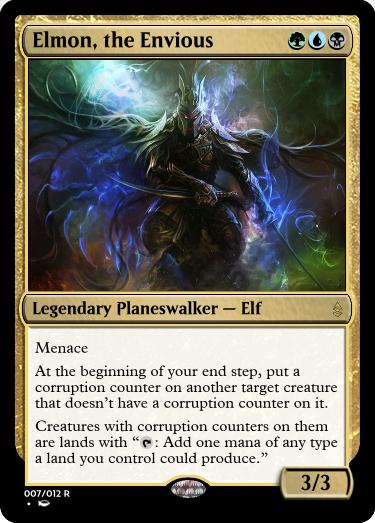 Elmon, the Envious
Legendary Planeswalker — Elf
Menace
At the beginning of your end step, put a
corruption counter on another target creature
that doesn't have a corruption counter on it.
Creatures with corruption counters on them
are lands with “: Add one mana of any type
a land you control could produce.”
3/3
007/012 R